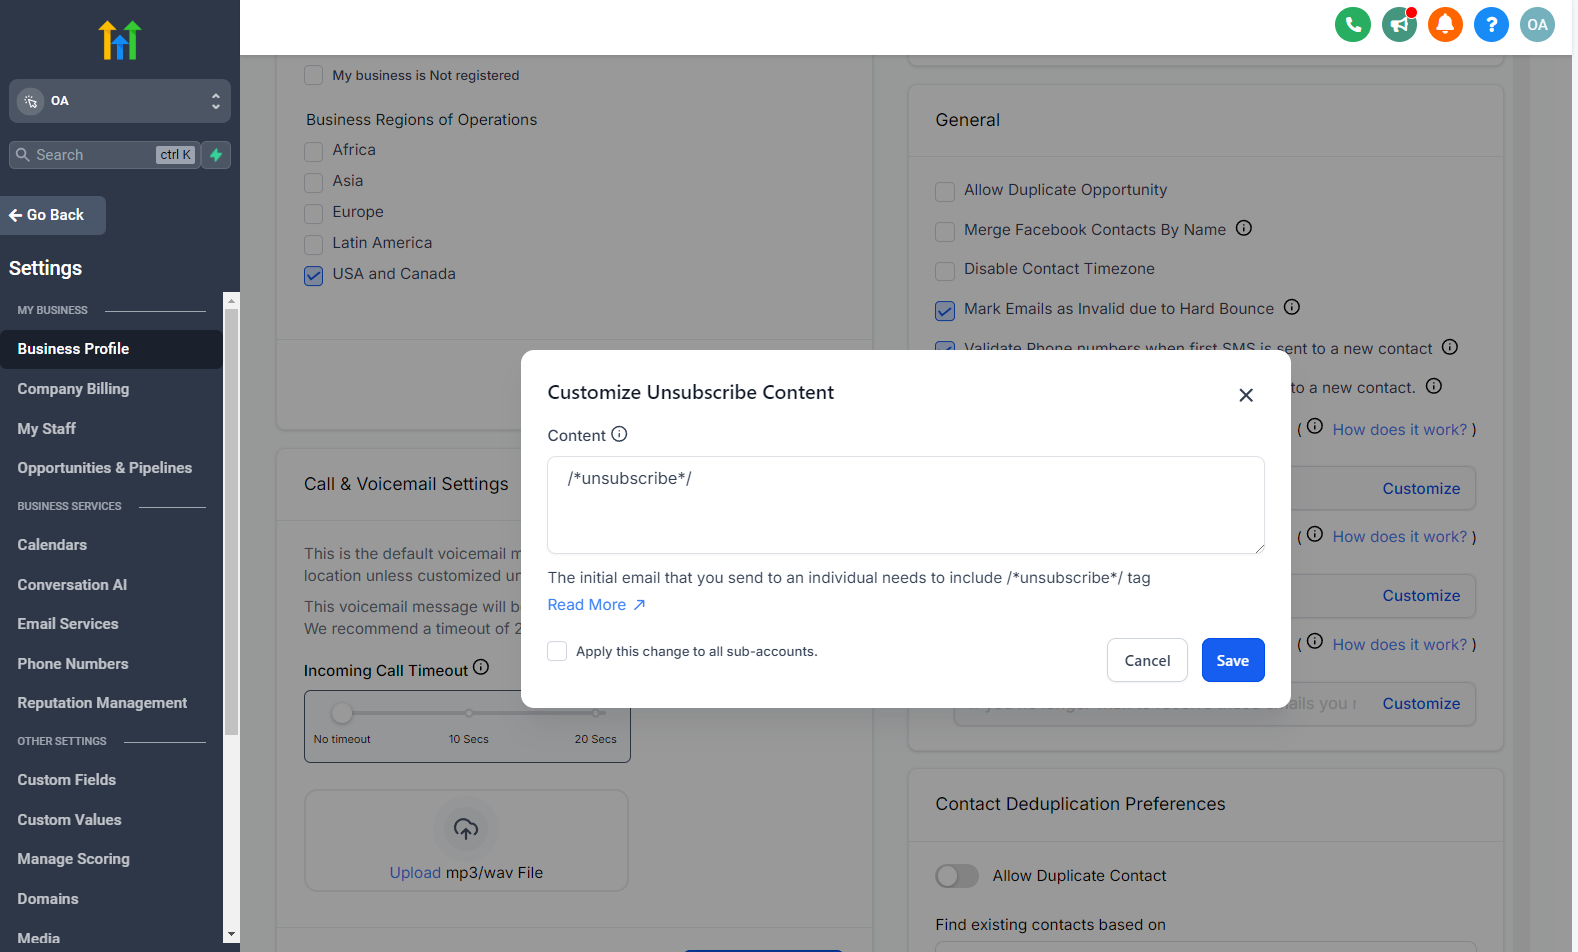 OA
OA
Search
ctrl K
Go Back
Settings
MY BUSINESS
Business Profile
Company Billing
My Staff
Opportunities & Pipelines
BUSINESS SERVICES
Calendars
Conversation AI
Email Services
Phone Numbers
Reputation Management
OTHER SETTINGS
Custom Fields
Custom Values
Manage Scoring
Domains
Media
My business is Not registered
Business Regions of Operations
Africa
Asia
Europe
Latin America
USA and Canada
Call & Voicemail Settings
This is the default voicemail
location unless customized
This voicemail message will
We recommend a timeout of
Incoming Call Timeout
No timeout
10 Secs
20 Secs
Upload mp3/wav File
General
Allow Duplicate Opportunity
Merge Facebook Contacts By Name
Disable Contact Timezone
Mark Emails as Invalid due to Hard Bounce
Validate Phone numbers when first SMS is sent to a new contact
to a new contact.
( How does it work? )
Customize
( How does it work? )
Customize
( How does it work? )
Customize
Contact Deduplication Preferences
Allow Duplicate Contact
Find existing contacts based on
Customize Unsubscribe Content
Content
/*unsubscribe*/
The initial email that you send to an individual needs to include /*unsubscribe*/ tag
Read More
Apply this change to all sub-accounts.
Cancel
Save